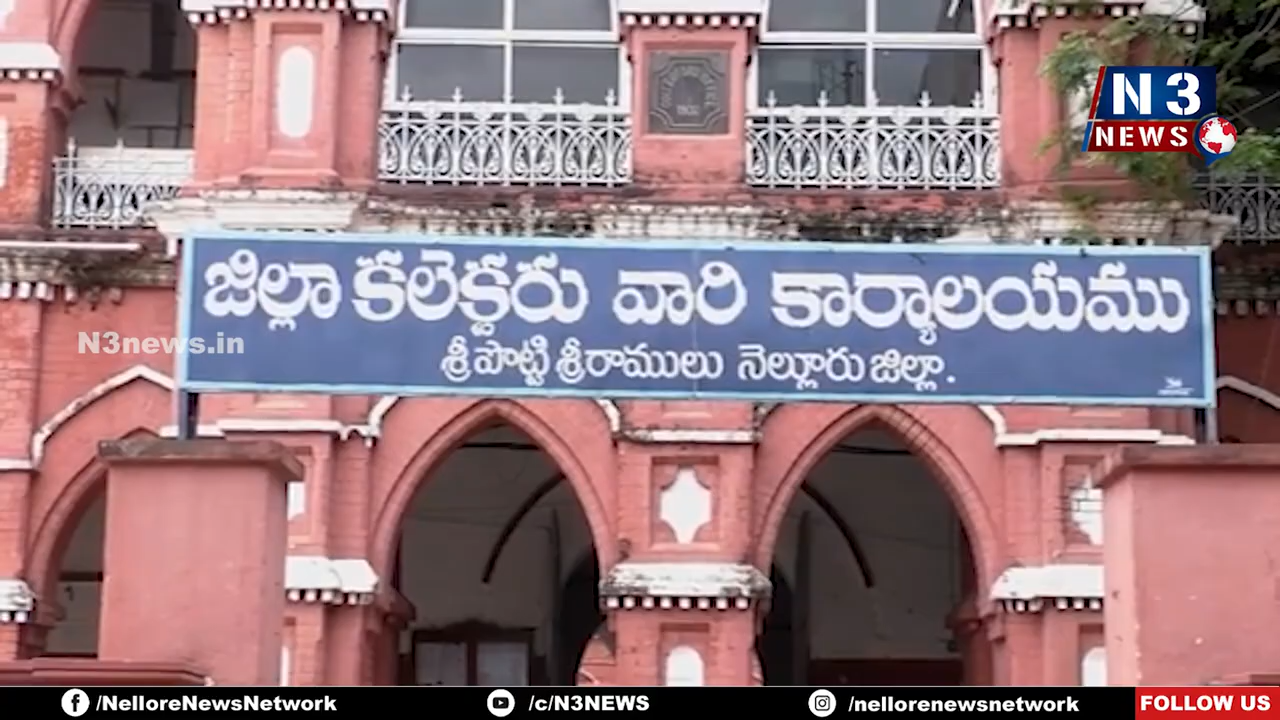 N3
NEWS
జిల్లా కలెక్టరు వారి కార్యాలయము
శ్రీ పొట్టి శ్రీరాములు నెల్లూరు జిల్లా.
N3news.in
/NelloreNewsNetwork
/c/N3NEWS
/nellorenewsnetwork
FOLLOW US